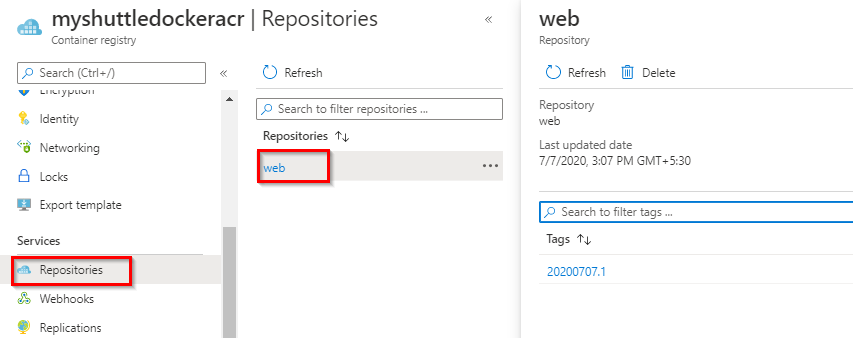 myshuttledockeracr | Repositories
Container registry
Search (Ctrl+/)
Encryption
Identity
Networking
Locks
Export template
Services
Repositories
Webhooks
Replications
Refresh
Search to filter repositories ...
Repositories
web
web
Repository
Refresh
Delete
Repository
web
Last updated date
7/7/2020, 3:07 PM GMT+5:30
Search to filter tags ...
Tags
20200707.1